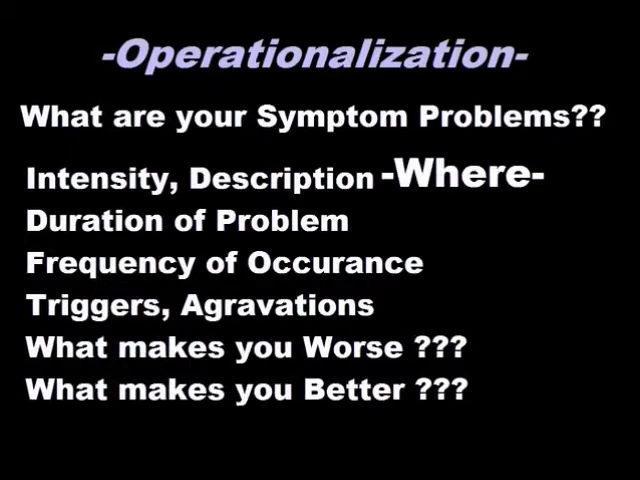 -Operationalization-
What are your Symptom Problems??
Intensity, Description -Where-
Duration of Problem
Frequency of Occurance
Triggers, Agravations
What makes you Worse ???
What makes you Better ???